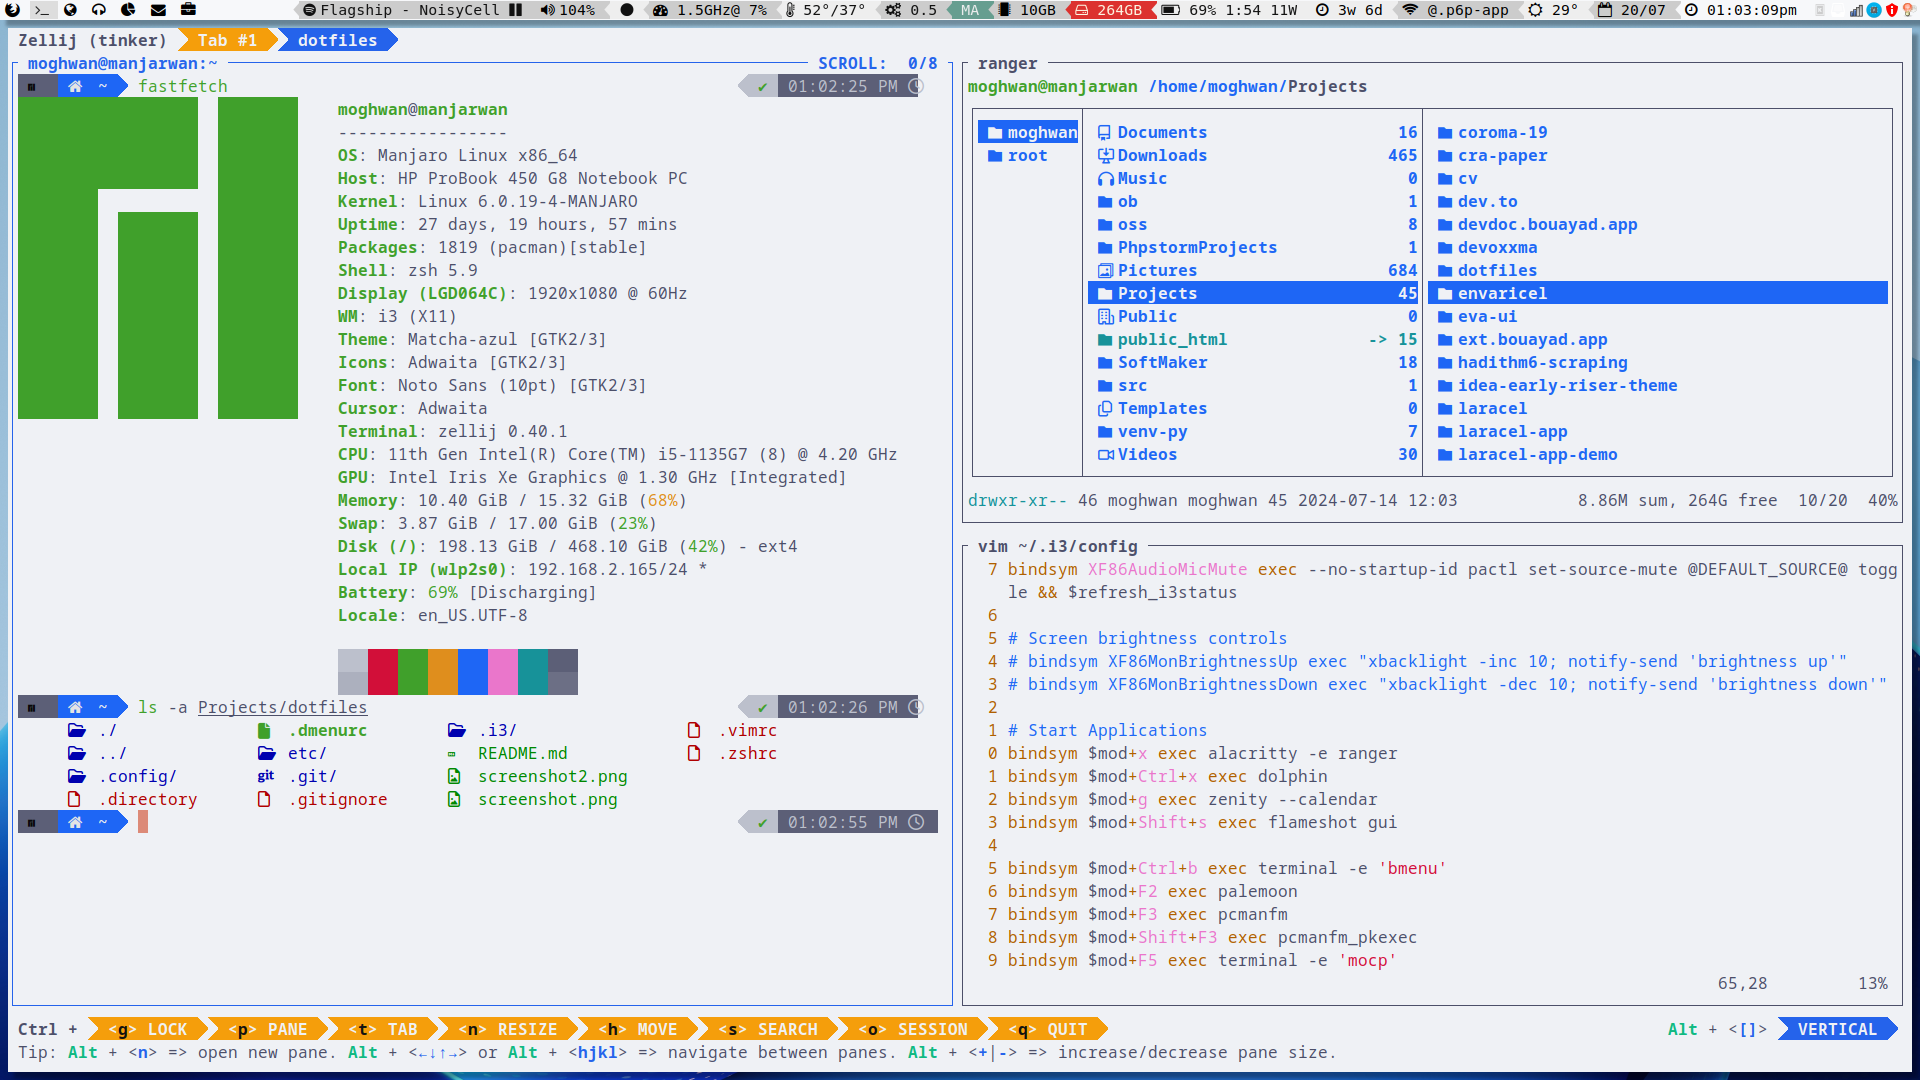 Flagship - NoisyCell 104% 1.5GHz@ 7% 52°/37° 0.5 MA 10GB 264GB 69% 1:54 11W 3w 6d @.p6p-app 29° 20/07 01:03:09pm
Zellij (tinker) Tab #1 dotfiles
moghwan@manjarwan:~ SCROLL: 0/8
~ fastfetch ✔ 01:02:25 PM
moghwan@manjarwan
-----------------
OS: Manjaro Linux x86_64
Host: HP ProBook 450 G8 Notebook PC
Kernel: Linux 6.0.19-4-MANJARO
Uptime: 27 days, 19 hours, 57 mins
Packages: 1819 (pacman)[stable]
Shell: zsh 5.9
Display (LGD064C): 1920x1080 @ 60Hz
WM: i3 (X11)
Theme: Matcha-azul [GTK2/3]
Icons: Adwaita [GTK2/3]
Font: Noto Sans (10pt) [GTK2/3]
Cursor: Adwaita
Terminal: zellij 0.40.1
CPU: 11th Gen Intel(R) Core(TM) i5-1135G7 (8) @ 4.20 GHz
GPU: Intel Iris Xe Graphics @ 1.30 GHz [Integrated]
Memory: 10.40 GiB / 15.32 GiB (68%)
Swap: 3.87 GiB / 17.00 GiB (23%)
Disk (/): 198.13 GiB / 468.10 GiB (42%) - ext4
Local IP (wlp2s0): 192.168.2.165/24 *
Battery: 69% [Discharging]
Locale: en_US.UTF-8
~ ls -a Projects/dotfiles ✔ 01:02:26 PM
./ .dmenurc .i3/ .vimrc
../ etc/ README.md .zshrc
.config/ git .git/ screenshot2.png
.directory .gitignore screenshot.png
~ ✔ 01:02:55 PM
ranger
moghwan@manjarwan /home/moghwan/Projects
moghwan Documents 16 coroma-19
root Downloads 465 cra-paper
Music 0 cv
ob 1 dev.to
oss 8 devdoc.bouayad.app
PhpstormProjects 1 devoxxma
Pictures 684 dotfiles
Projects 45 envaricel
Public 0 eva-ui
public_html -> 15 ext.bouayad.app
SoftMaker 18 hadithm6-scraping
src 1 idea-early-riser-theme
Templates 0 laracel
venv-py 7 laracel-app
Videos 30 laracel-app-demo
drwxr-xr-- 46 moghwan moghwan 45 2024-07-14 12:03 8.86M sum, 264G free 10/20 40%
vim ~/.i3/config
7 bindsym XF86AudioMicMute exec --no-startup-id pactl set-source-mute @DEFAULT_SOURCE@ togg
le && $refresh_i3status
6
5 # Screen brightness controls
4 # bindsym XF86MonBrightnessUp exec "xbacklight -inc 10; notify-send 'brightness up'"
3 # bindsym XF86MonBrightnessDown exec "xbacklight -dec 10; notify-send 'brightness down'"
2
1 # Start Applications
0 bindsym $mod+x exec alacritty -e ranger
1 bindsym $mod+Ctrl+x exec dolphin
2 bindsym $mod+g exec zenity --calendar
3 bindsym $mod+Shift+s exec flameshot gui
4
5 bindsym $mod+Ctrl+b exec terminal -e 'bmenu'
6 bindsym $mod+F2 exec palemoon
7 bindsym $mod+F3 exec pcmanfm
8 bindsym $mod+Shift+F3 exec pcmanfm_pkexec
9 bindsym $mod+F5 exec terminal -e 'mocp'
65,28 13%
Ctrl + <g> LOCK <p> PANE <t> TAB <n> RESIZE <h> MOVE <s> SEARCH <o> SESSION <q> QUIT Alt + <[]> VERTICAL
Tip: Alt + <n> => open new pane. Alt + <←↓↑→> or Alt + <hjkl> => navigate between panes. Alt + <+|-> => increase/decrease pane size.